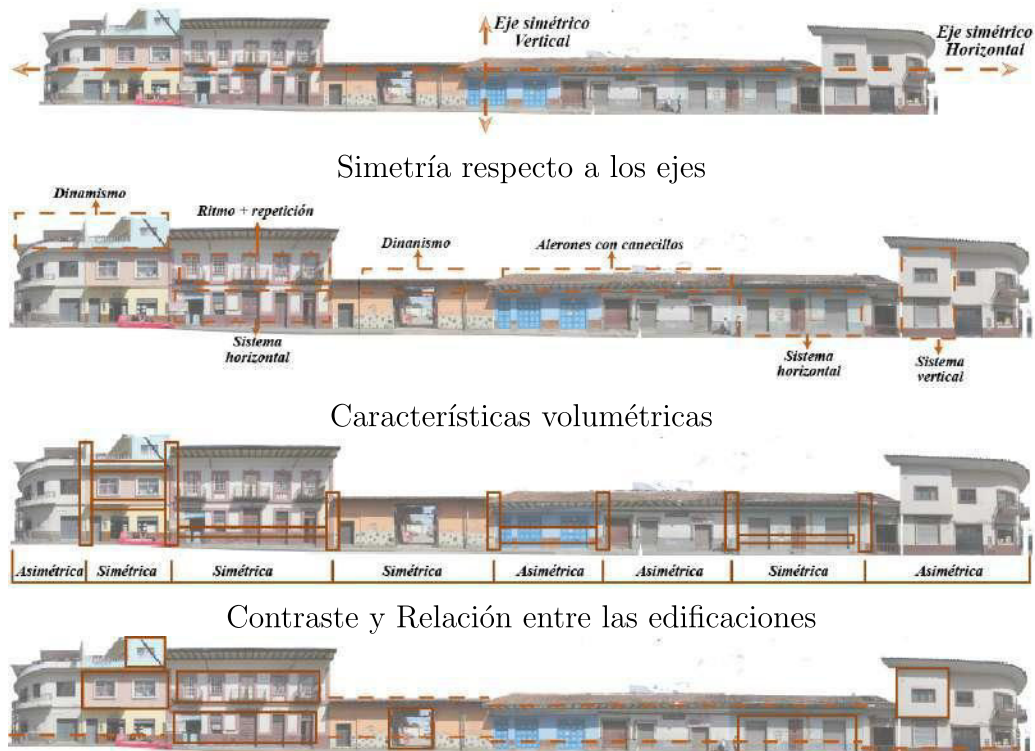 Eje simétrico
Vertical
Eje simétrico
Horizontal
Simetría respecto a los ejes
Dinamismo
Ritmo + repetición
Dinanismo
Alerones con canecillos
Sistema
horizontal
Sistema
horizontal
Sistema
vertical
Características volumétricas
Asimétrica
Simétrica
Simétrica
Simétrica
Asimétrica
Asimétrica
Simétrica
Asimétrica
Contraste y Relación entre las edificaciones